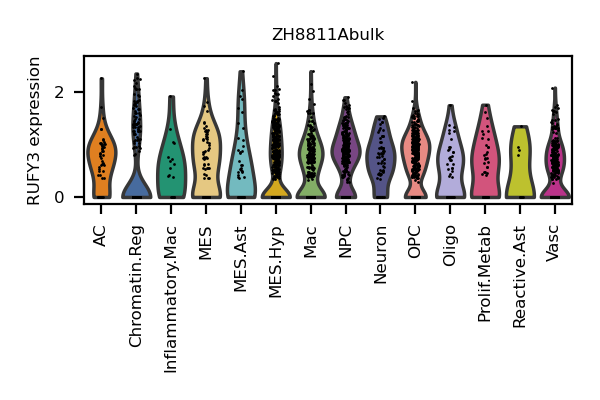 ZH8811Abulk
RUFY3 expression
2
0
AC
Chromatin.Reg
Inflammatory.Mac
MES
MES.Ast
MES.Hyp
Mac
NPC
Neuron
OPC
Oligo
Prolif.Metab
Reactive.Ast
Vasc